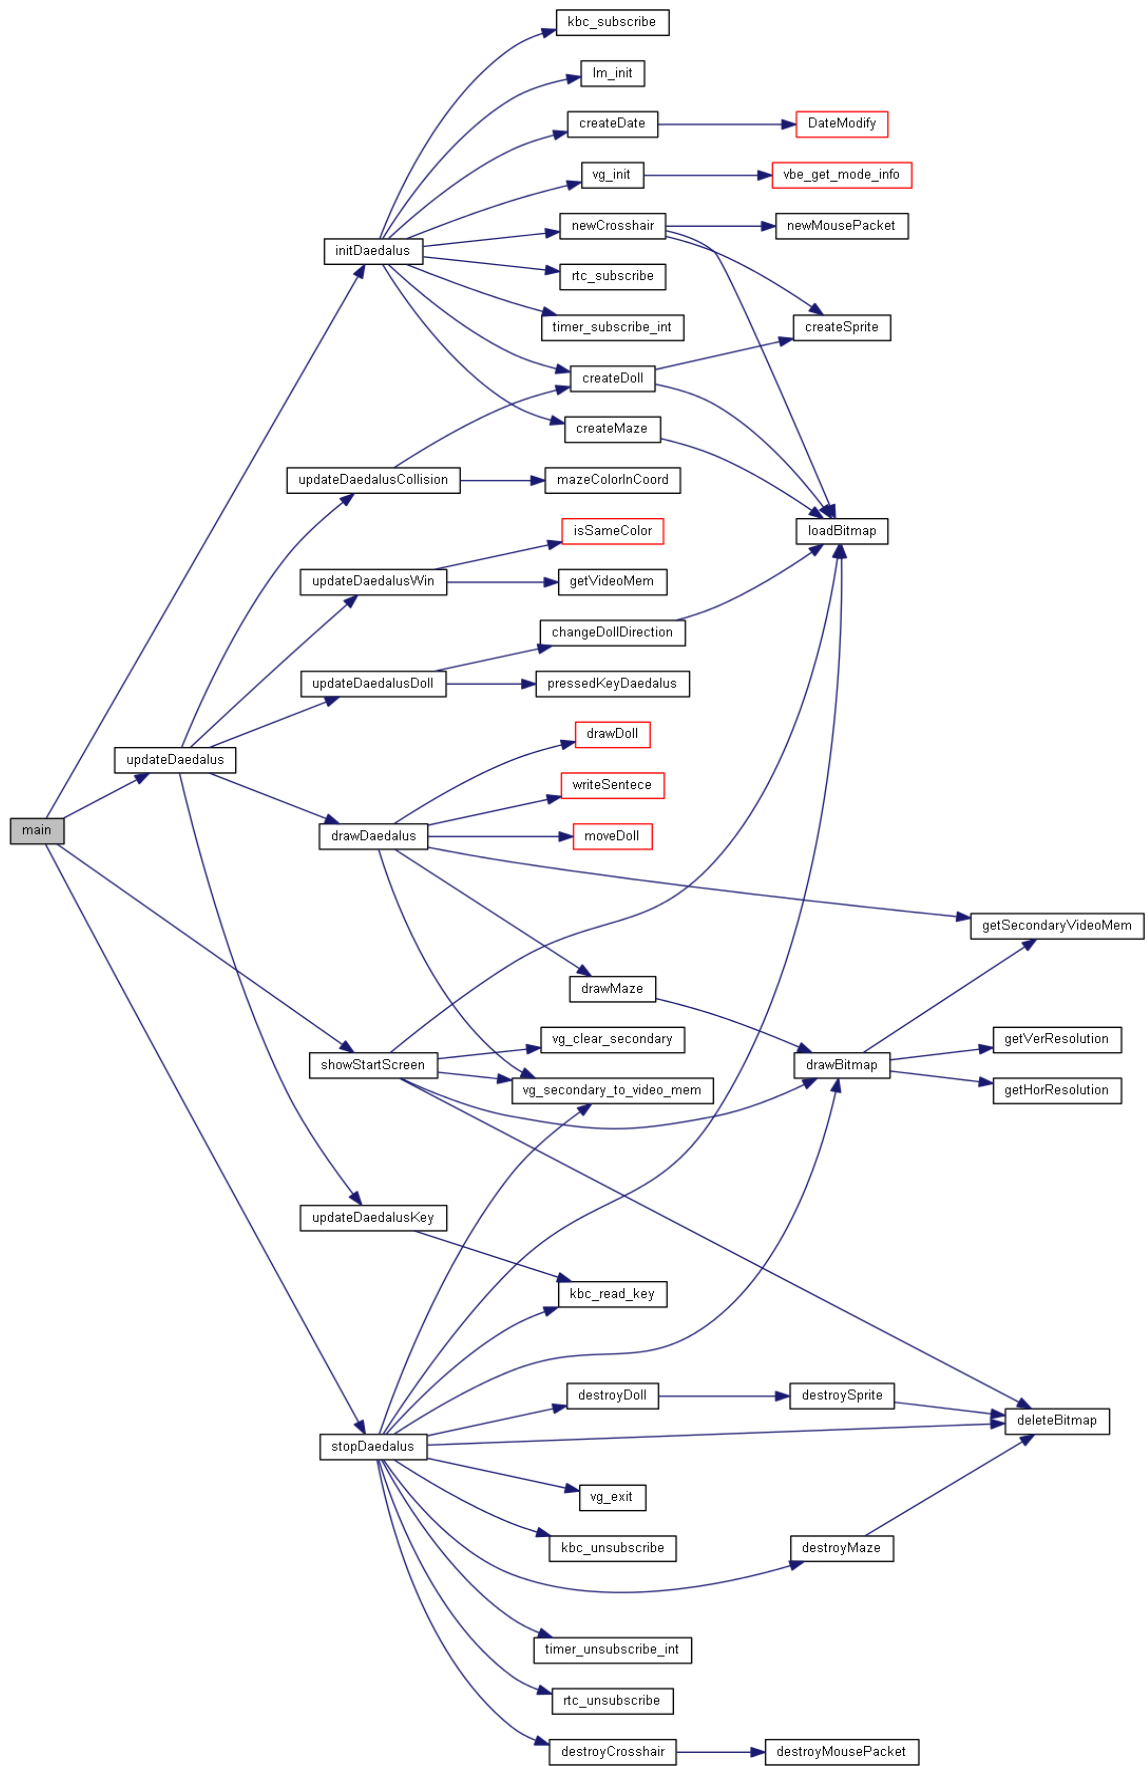 kbc_subscribe
lm_init
createDate
DateModify
vg_init
vbe_get_mode_info
newCrosshair
newMousePacket
initDaedalus
rtc_subscribe
timer_subscribe_int
createSprite
createDoll
createMaze
updateDaedalusCollision
mazeColorInCoord
isSameColor
loadBitmap
updateDaedalusWin
getVideoMem
changeDollDirection
updateDaedalusDoll
pressedKeyDaedalus
drawDoll
updateDaedalus
writeSentece
main
drawDaedalus
moveDoll
getSecondaryVideoMem
drawMaze
vg_clear_secondary
getVerResolution
showStartScreen
drawBitmap
vg_secondary_to_video_mem
getHorResolution
updateDaedalusKey
kbc_read_key
destroyDoll
destroySprite
deleteBitmap
stopDaedalus
vg_exit
kbc_unsubscribe
destroyMaze
timer_unsubscribe_int
rtc_unsubscribe
destroyCrosshair
destroyMousePacket